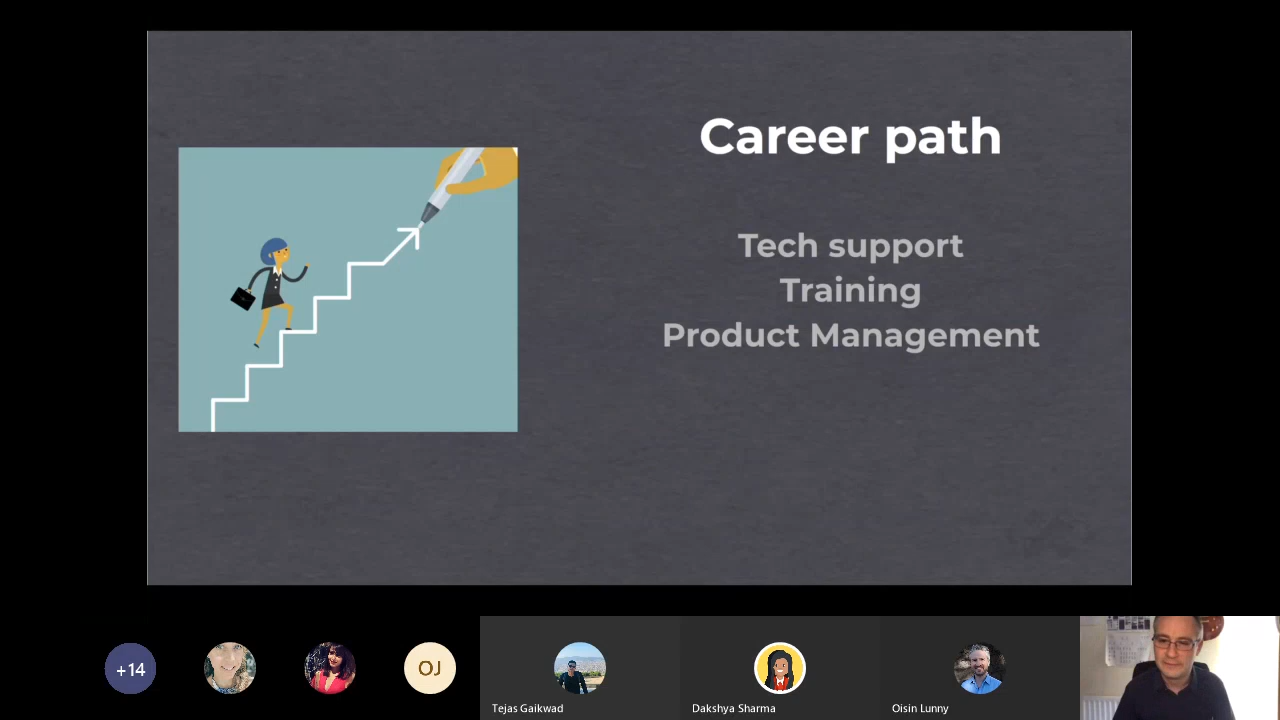 Career path
Tech support
Training
Product Management
+14
OJ
Tejas Gaikwad
Dakshya Sharma
Oisin Lunny